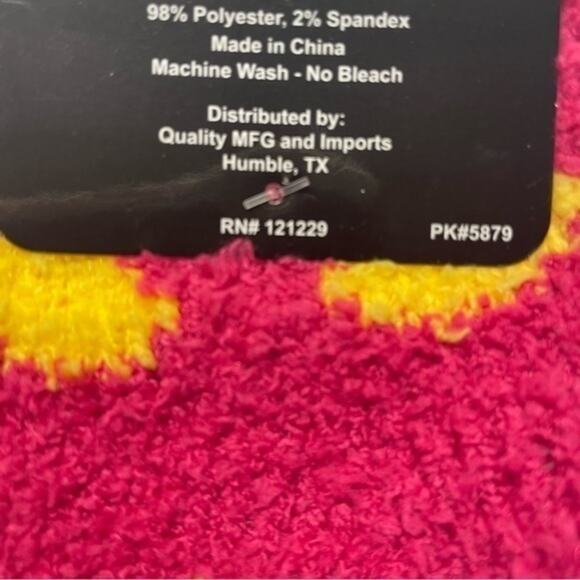 98% Polyester, 2% Spandex
Made in China
Machine Wash - No Bleach
Distributed by:
Quality MFG and Imports
Humble, TX
RN# 121229 PK#5879